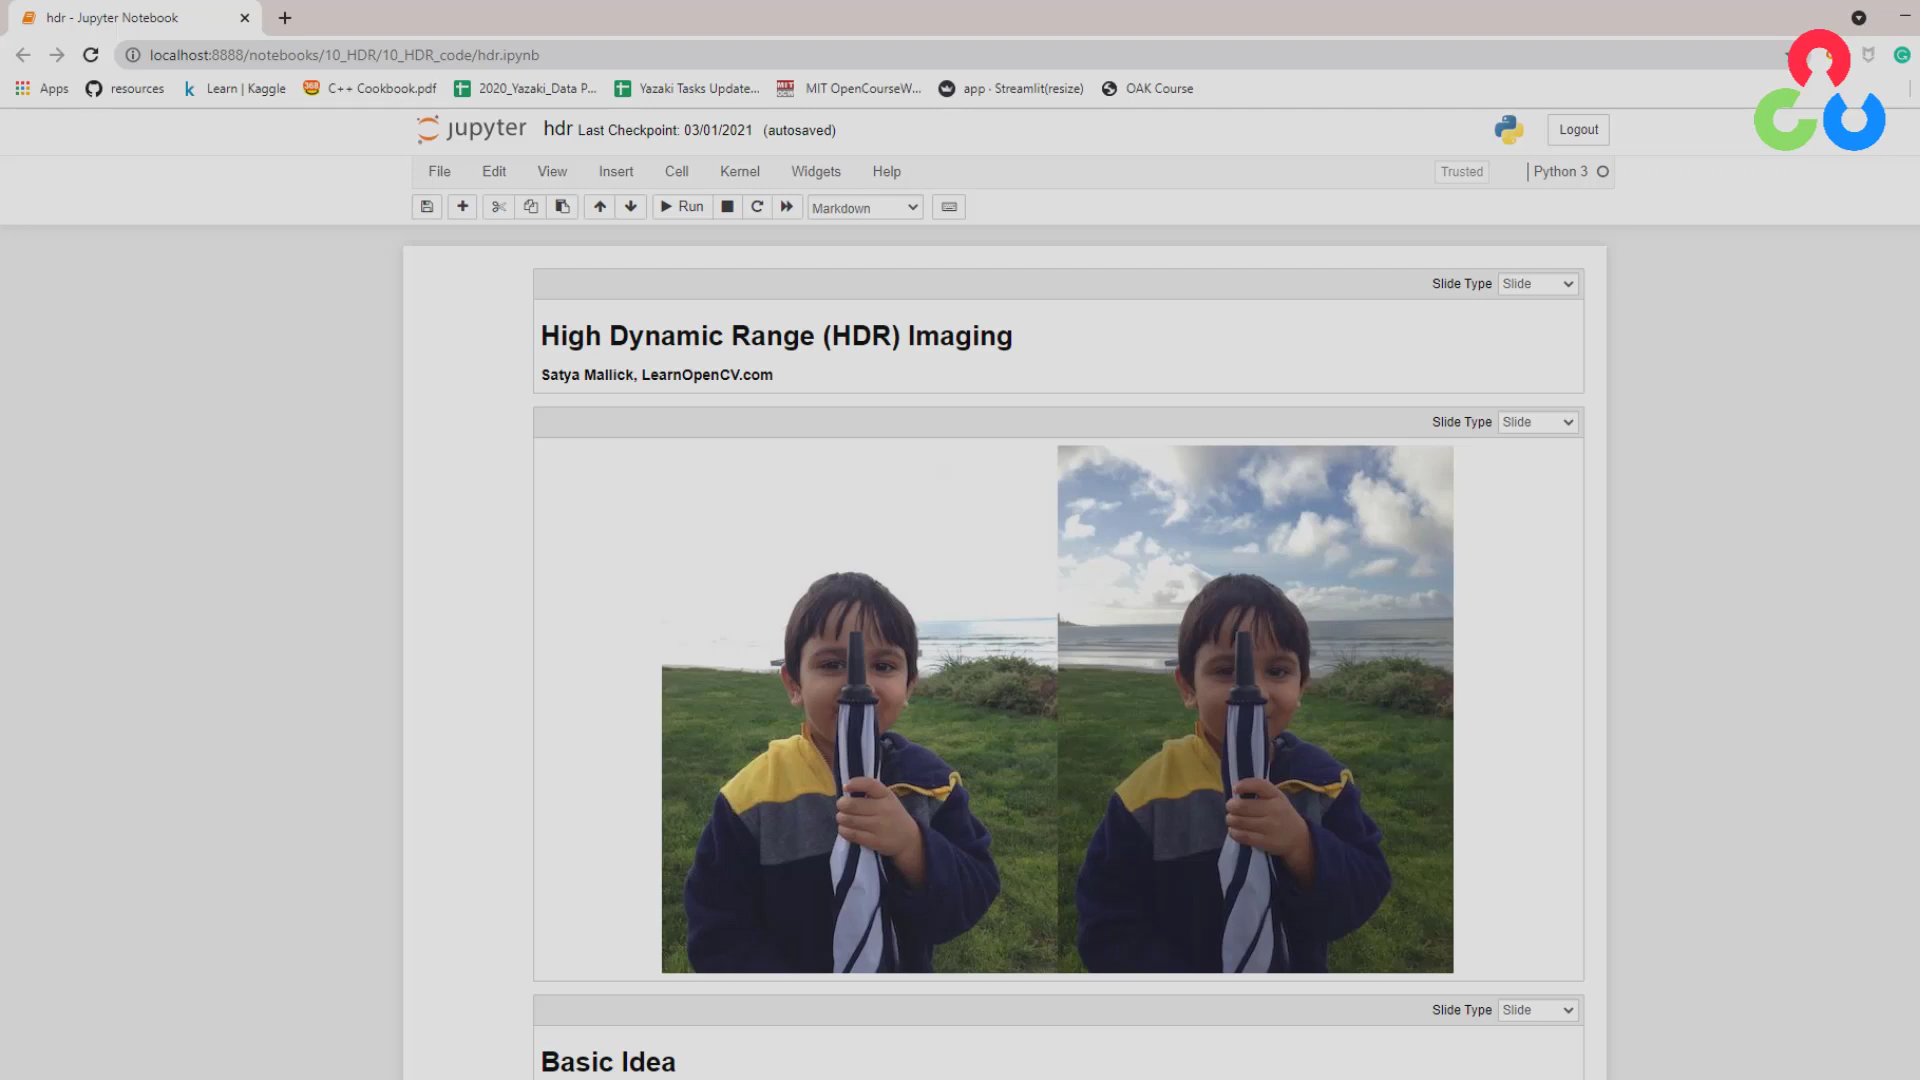 hdr - Jupyter Notebook
localhost:8888/notebooks/10_HDR/10_HDR_code/hdr.ipynb
Apps resources Learn | Kaggle C++ Cookbook.pdf 2020_Yazaki_Data P... Yazaki Tasks Update... MIT OpenCourseW... app · Streamlit(resize) OAK Course
jupyter hdr Last Checkpoint: 03/01/2021 (autosaved) Logout
File Edit View Insert Cell Kernel Widgets Help Trusted Python 3
Run Markdown
Slide Type Slide
High Dynamic Range (HDR) Imaging
Satya Mallick, LearnOpenCV.com
Slide Type Slide
Slide Type Slide
Basic Idea